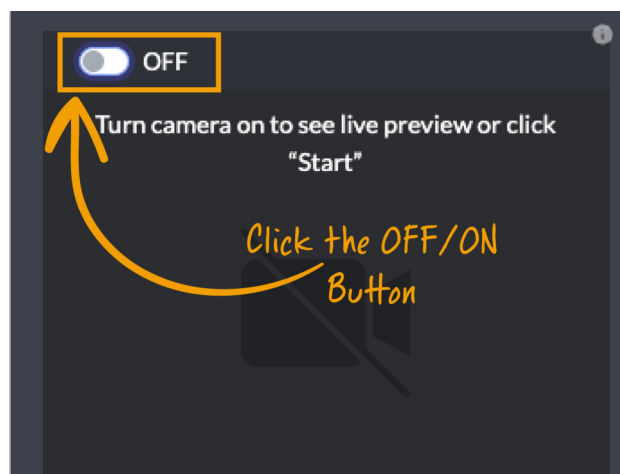 OFF
Turn camera on to see live preview or click
“Start”
Click the OFF/ON
Button